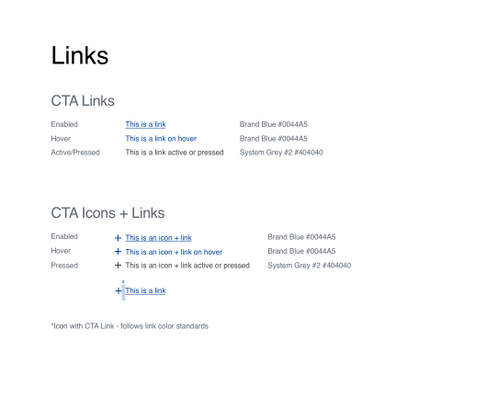 Links
CTA Links
Enabled This is a link Brand Blue #0044A5
Hover This is a link on hover Brand Blue #0044A5
Active/Pressed This is a link active or pressed System Grey #2 #404040
CTA Icons + Links
Enabled + This is an icon + link Brand Blue #0044A5
Hover + This is an icon + link on hover Brand Blue #0044A5
Pressed + This is an icon + link active or pressed System Grey #2 #404040
+ This is a link
*Icon with CTA Link - follows link color standards